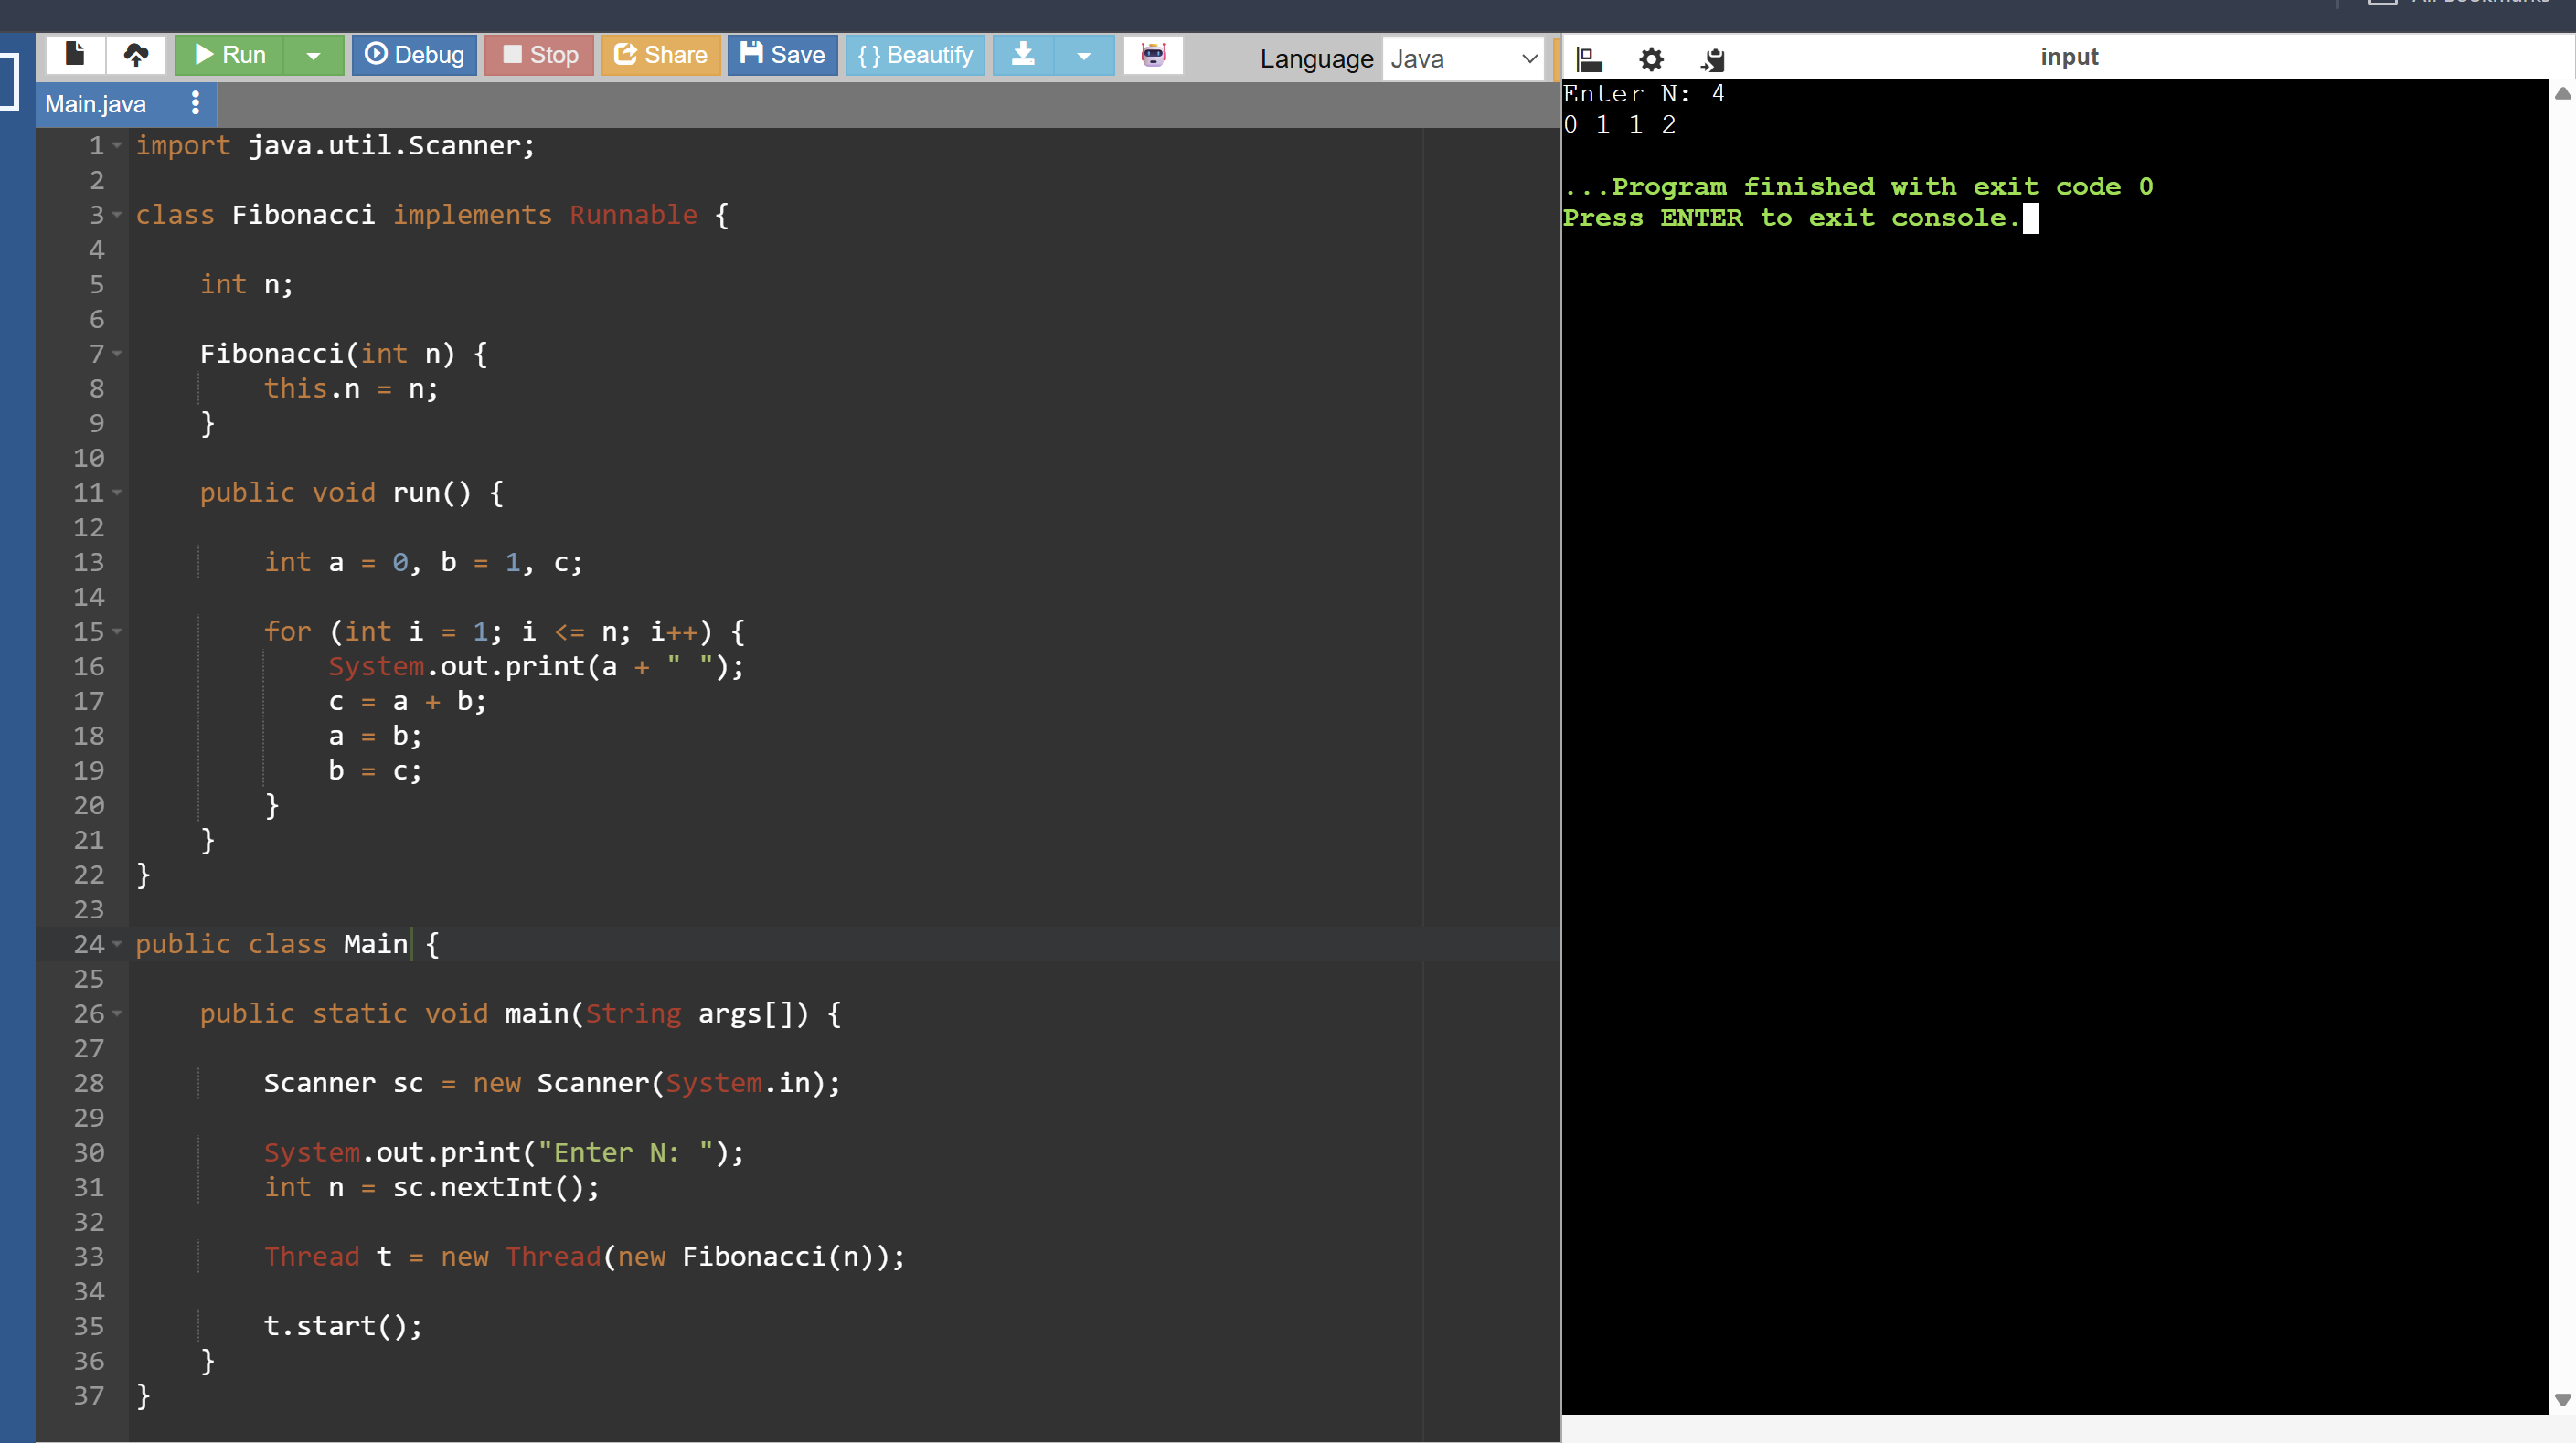 Run Debug Stop Share Save { } Beautify Language Java
Main.java
1 import java.util.Scanner;
2
3 class Fibonacci implements Runnable {
4
5     int n;
6
7     Fibonacci(int n) {
8         this.n = n;
9     }
10
11     public void run() {
12
13         int a = 0, b = 1, c;
14
15         for (int i = 1; i <= n; i++) {
16             System.out.print(a + " ");
17             c = a + b;
18             a = b;
19             b = c;
20         }
21     }
22 }
23
24 public class Main {
25
26     public static void main(String args[]) {
27
28         Scanner sc = new Scanner(System.in);
29
30         System.out.print("Enter N: ");
31         int n = sc.nextInt();
32
33         Thread t = new Thread(new Fibonacci(n));
34
35         t.start();
36     }
37 }
input
Enter N: 4
0 1 1 2
...Program finished with exit code 0
Press ENTER to exit console.